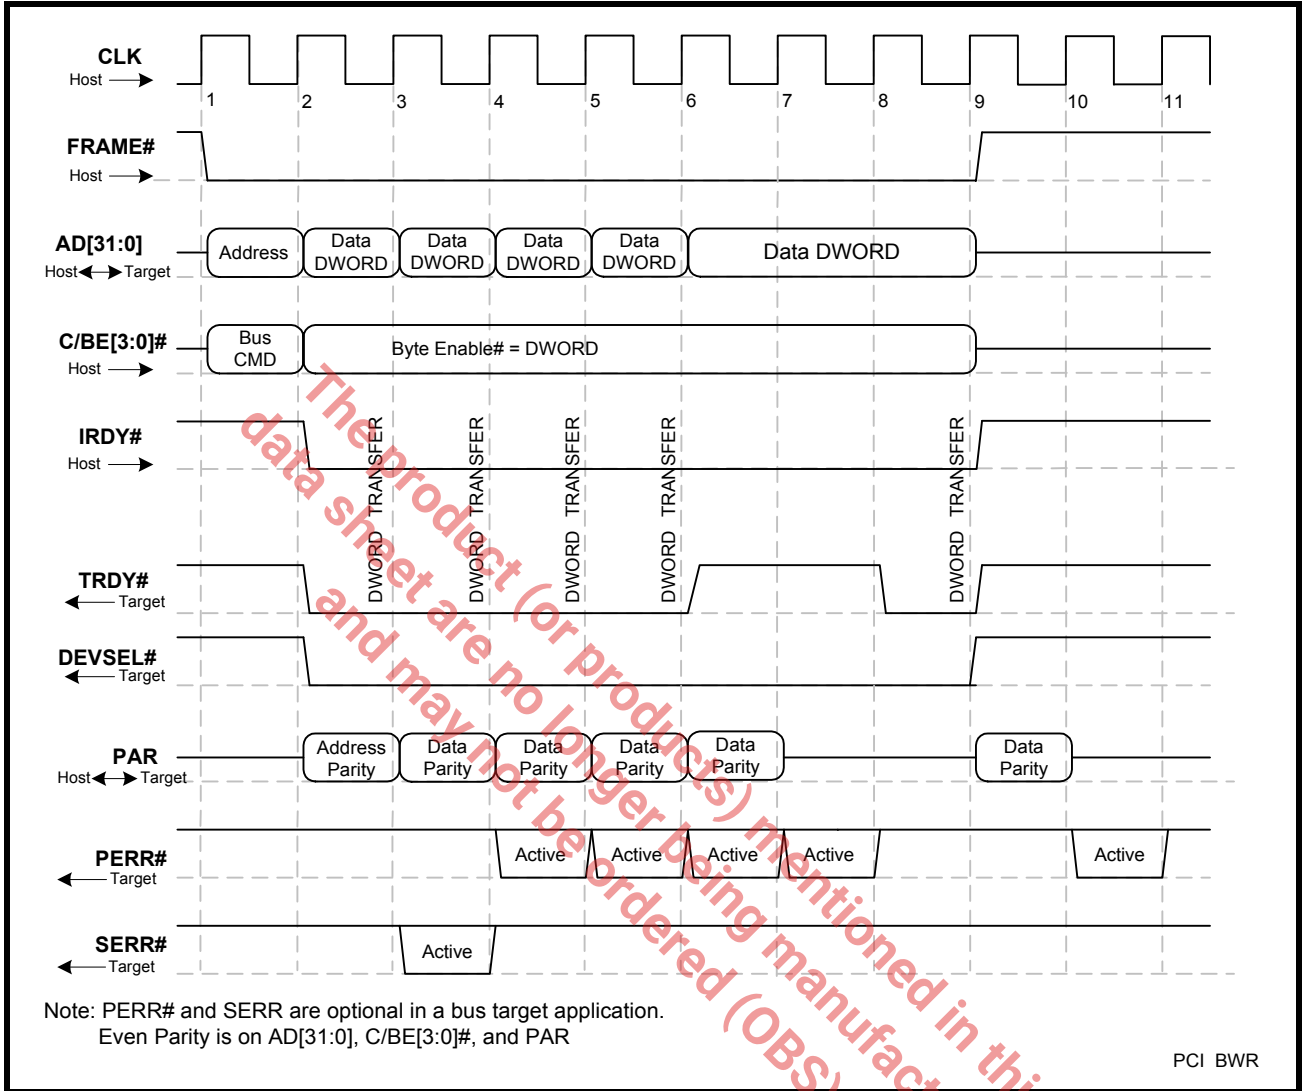 CLK
Host
1 2 3 4 5 6 7 8 9 10 11
FRAME#
Host
AD[31:0]
Host Target
Address
Data DWORD
Data DWORD
Data DWORD
Data DWORD
Data DWORD
C/BE[3:0]#
Host
Bus CMD
Byte Enable# = DWORD
IRDY#
Host
DWORD TRANSFER
DWORD TRANSFER
DWORD TRANSFER
DWORD TRANSFER
DWORD TRANSFER
TRDY#
Target
DEVSEL#
Target
PAR
Host Target
Address Parity
Data Parity
Data Parity
Data Parity
Data Parity
Data Parity
PERR#
Target
Active
Active
Active
Active
Active
SERR#
Target
Active
Note: PERR# and SERR are optional in a bus target application.
Even Parity is on AD[31:0], C/BE[3:0]#, and PAR
PCI BWR
The product (or products) mentioned in thi
data sheet are no longer being manufact
and may not be ordered (OBS)